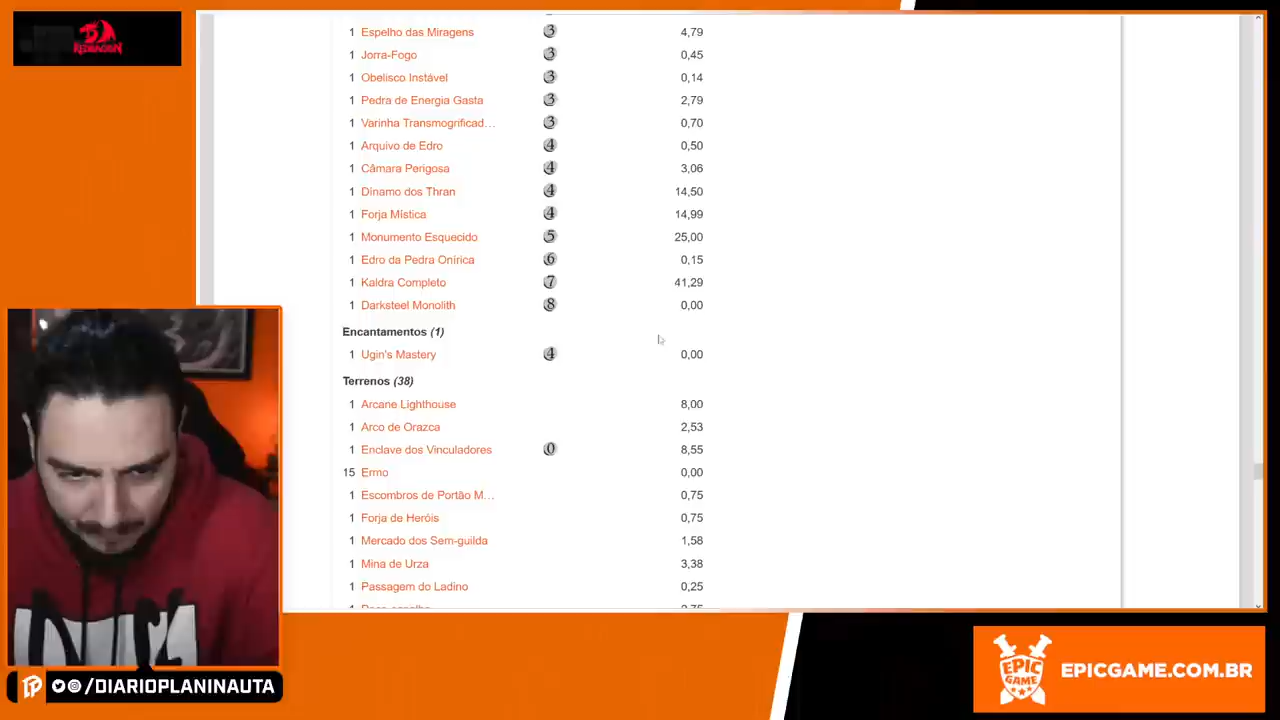 REDRAGON
1 Espelho das Miragens 3 4,79
1 Jorra-Fogo 3 0,45
1 Obelisco Instável 3 0,14
1 Pedra de Energia Gasta 3 2,79
1 Varinha Transmogrificad... 3 0,70
1 Arquivo de Edro 4 0,50
1 Câmara Perigosa 4 3,06
1 Dínamo dos Thran 4 14,50
1 Forja Mística 4 14,99
1 Monumento Esquecido 5 25,00
1 Edro da Pedra Onírica 6 0,15
1 Kaldra Completo 7 41,29
1 Darksteel Monolith 8 0,00
Encantamentos (1)
1 Ugin's Mastery 4 0,00
Terrenos (38)
1 Arcane Lighthouse 8,00
1 Arco de Orazca 2,53
1 Enclave dos Vinculadores 0 8,55
15 Ermo 0,00
1 Escombros de Portão M... 0,75
1 Forja de Heróis 0,75
1 Mercado dos Sem-guilda 1,58
1 Mina de Urza 3,38
1 Passagem do Ladino 0,25
/DIARIOPLANINAUTA
EPIC GAME
EPICGAME.COM.BR